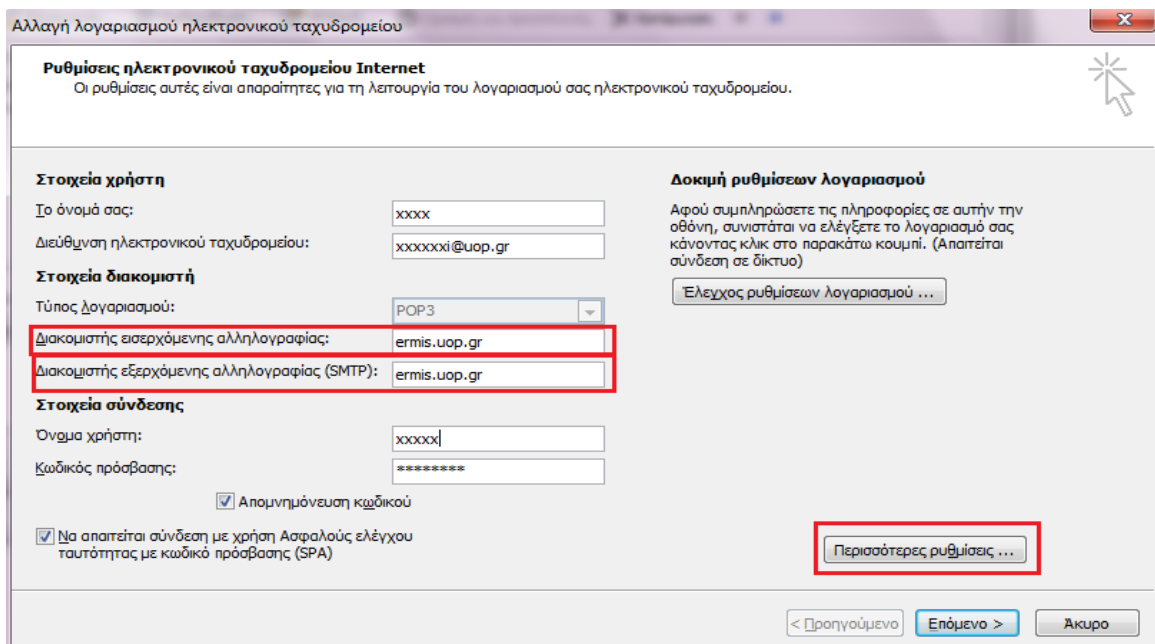 Αλλαγή λογαριασμού ηλεκτρονικού ταχυδρομείου
Ρυθμίσεις ηλεκτρονικού ταχυδρομείου Internet
Οι ρυθμίσεις αυτές είναι απαραίτητες για τη λειτουργία του λογαριασμού σας ηλεκτρονικού ταχυδρομείου.
Στοιχεία χρήστη
Το όνομά σας:
xxxx
Διεύθυνση ηλεκτρονικού ταχυδρομείου:
xxxxxxi@uop.gr
Στοιχεία διακομιστή
Τύπος λογαριασμού:
POP3
Διακομιστής εισερχόμενης αλληλογραφίας:
ermis.uop.gr
Διακομιστής εξερχόμενης αλληλογραφίας (SMTP):
ermis.uop.gr
Στοιχεία σύνδεσης
Όνομα χρήστη:
xxxxx
Κωδικός πρόσβασης:
********
Απομνημόνευση κωδικού
Να απαιτείται σύνδεση με χρήση Ασφαλούς ελέγχου
ταυτότητας με κωδικό πρόσβασης (SPA)
Δοκιμή ρυθμίσεων λογαριασμού
Αφού συμπληρώσετε τις πληροφορίες σε αυτήν την
οθόνη, συνιστάται να ελέγξετε το λογαριασμό σας
κάνοντας κλικ στο παρακάτω κουμπί. (Απαιτείται
σύνδεση σε δίκτυο)
Έλεγχος ρυθμίσεων λογαριασμού ...
Περισσότερες ρυθμίσεις ...
< Προηγούμενο
Επόμενο >
Άκυρο